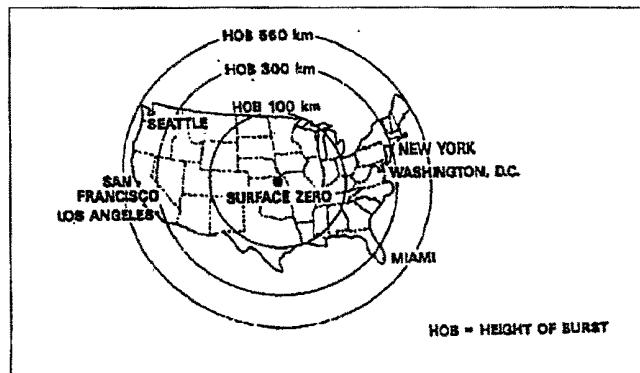 HOB 560 km
HOB 300 km
HOB 100 km
SEATTLE
NEW YORK
WASHINGTON, D.C.
SAN
FRANCISCO
SURFACE ZERO
LOS ANGELES
MIAMI
HOB = HEIGHT OF BURST